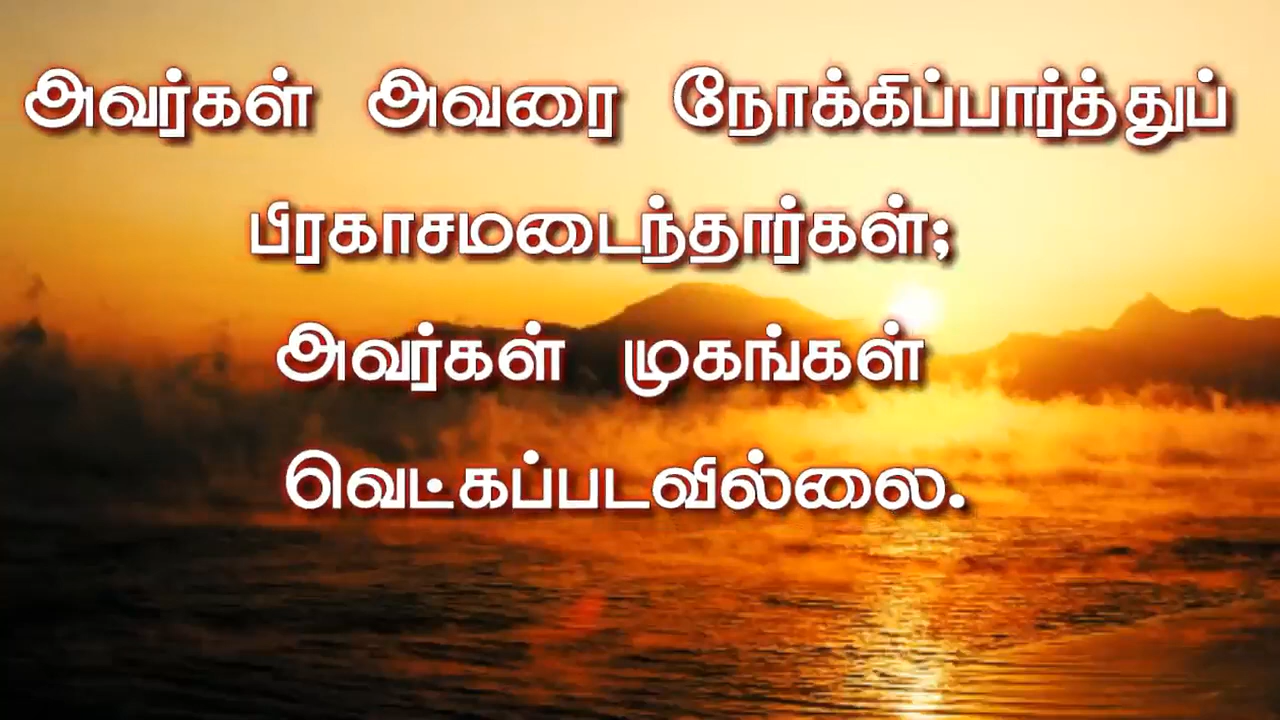 அவர்கள் அவரை நோக்கிப்பார்த்துப்
பிரகாசமடைந்தார்கள்;
அவர்கள் முகங்கள்
வெட்கப்படவில்லை.